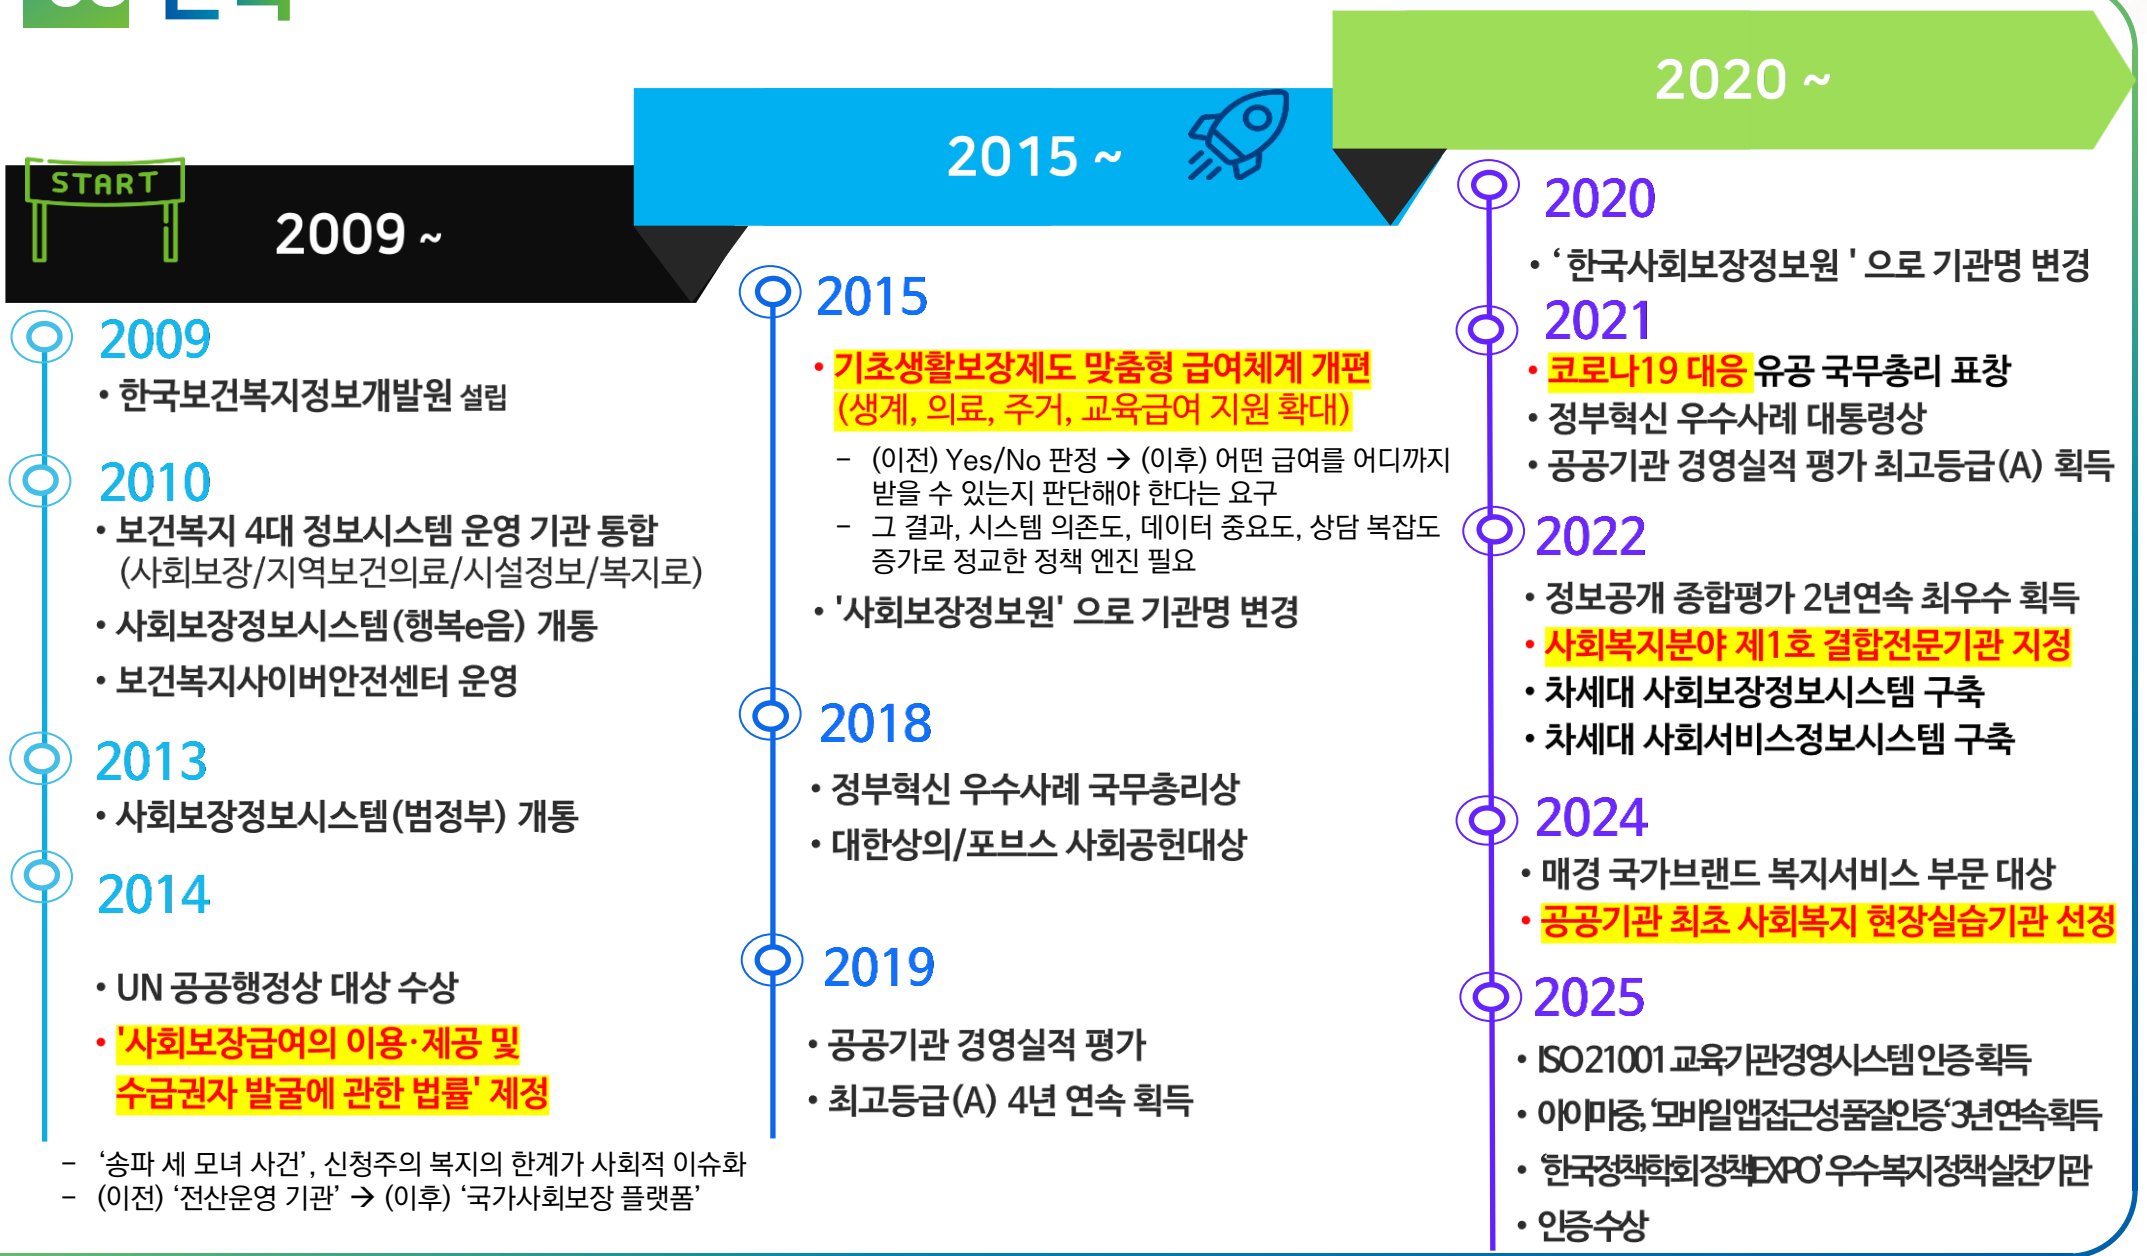 START
2009 ~
2009
• 한국보건복지정보개발원 설립
2010
• 보건복지 4대 정보시스템 운영 기관 통합
(사회보장/지역보건의료/시설정보/복지로)
• 사회보장정보시스템(행복e음) 개통
• 보건복지사이버안전센터 운영
2013
• 사회보장정보시스템(범정부) 개통
2014
• UN 공공행정상 대상 수상
• '사회보장급여의 이용·제공 및
수급권자 발굴에 관한 법률' 제정
– ‘송파 세 모녀 사건’, 신청주의 복지의 한계가 사회적 이슈화
– (이전) ‘전산운영 기관’ → (이후) ‘국가사회보장 플랫폼’
2015 ~
2015
• 기초생활보장제도 맞춤형 급여체계 개편
(생계, 의료, 주거, 교육급여 지원 확대)
– (이전) Yes/No 판정 → (이후) 어떤 급여를 어디까지
받을 수 있는지 판단해야 한다는 요구
– 그 결과, 시스템 의존도, 데이터 중요도, 상담 복잡도
증가로 정교한 정책 엔진 필요
• '사회보장정보원' 으로 기관명 변경
2018
• 정부혁신 우수사례 국무총리상
• 대한상의/포브스 사회공헌대상
2019
• 공공기관 경영실적 평가
• 최고등급(A) 4년 연속 획득
2020 ~
2020
• ‘ 한국사회보장정보원 ' 으로 기관명 변경
2021
• 코로나19 대응 유공 국무총리 표창
• 정부혁신 우수사례 대통령상
• 공공기관 경영실적 평가 최고등급(A) 획득
2022
• 정보공개 종합평가 2년연속 최우수 획득
• 사회복지분야 제1호 결합전문기관 지정
• 차세대 사회보장정보시스템 구축
• 차세대 사회서비스정보시스템 구축
2024
• 매경 국가브랜드 복지서비스 부문 대상
• 공공기관 최초 사회복지 현장실습기관 선정
2025
• ISO 21001 교육기관경영시스템 인증 획득
• 아이마중, ‘모바일 앱 접근성 품질인증‘ 3년 연속 획득
• ‘한국정책학회 정책EXPO’ 우수 복지정책 실천기관
• 인증 수상